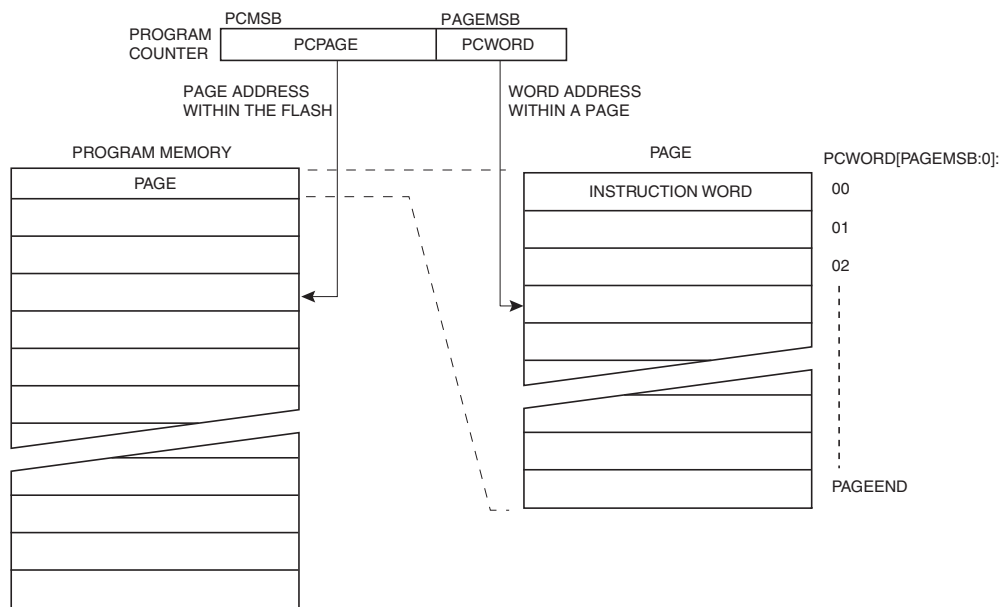 PCMSB
PAGEMSB
PROGRAM
COUNTER
PCPAGE
PCWORD
PAGE ADDRESS
WITHIN THE FLASH
WORD ADDRESS
WITHIN A PAGE
PROGRAM MEMORY
PAGE
PAGE
INSTRUCTION WORD
PCWORD[PAGEMSB:0]:
00
01
02
PAGEEND